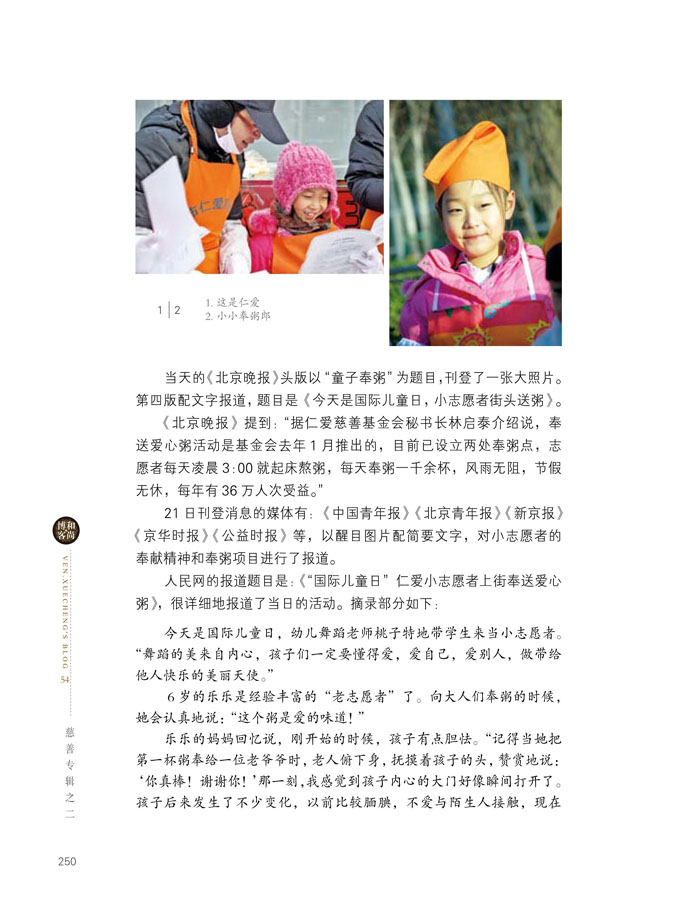 仁爱
1 2
1. 这是仁爱
2. 小小奉粥郎
当天的《北京晚报》头版以“童子奉粥”为题目，刊登了一张大照片。
第四版配文字报道，题目是《今天是国际儿童日，小志愿者街头送粥》。
《北京晚报》提到：“据仁爱慈善基金会秘书长林启泰介绍说，奉
送爱心粥活动是基金会去年1月推出的，目前已设立两处奉粥点，志
愿者每天凌晨3:00就起床熬粥，每天奉粥一千余杯，风雨无阻，节假
无休，每年有36万人次受益。”
21日刊登消息的媒体有：《中国青年报》《北京青年报》《新京报》
《京华时报》《公益时报》等，以醒目图片配简要文字，对小志愿者的
奉献精神和奉粥项目进行了报道。
人民网的报道题目是：《“国际儿童日”仁爱小志愿者上街奉送爱心
粥》，很详细地报道了当日的活动。摘录部分如下：
今天是国际儿童日，幼儿舞蹈老师桃子特地带学生来当小志愿者。
“舞蹈的美来自内心，孩子们一定要懂得爱，爱自己，爱别人，做带给
他人快乐的美丽天使。”
6岁的乐乐是经验丰富的“老志愿者”了。向大人们奉粥的时候，
她会认真地说：“这个粥是爱的味道！”
乐乐的妈妈回忆说，刚开始的时候，孩子有点胆怯。“记得当她把
第一杯粥奉给一位老爷爷时，老人俯下身，抚摸着孩子的头，赞赏地说：
‘你真棒！谢谢你！’那一刻，我感觉到孩子内心的大门好像瞬间打开了。
孩子后来发生了不少变化，以前比较腼腆，不爱与陌生人接触，现在
和尚
博客
VEN.XUECHENG'S BLOG
54
慈善专辑之二
250